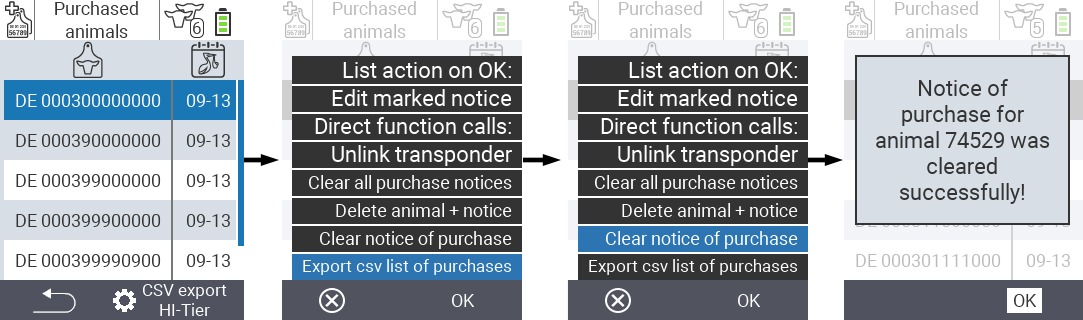 Purchased
animals
6
56789
DE 000300000000 09-13
DE 000390000000 09-13
DE 000399000000 09-13
DE 000399900000 09-13
DE 000399990900 09-13
CSV export
HI-Tier
Purchased
animals
6
56789
List action on OK:
Edit marked notice
Direct function calls:
Unlink transponder
Clear all purchase notices
Delete animal + notice
Clear notice of purchase
Export csv list of purchases
OK
Purchased
animals
6
56789
List action on OK:
Edit marked notice
Direct function calls:
Unlink transponder
Clear all purchase notices
Delete animal + notice
Clear notice of purchase
Export csv list of purchases
OK
Purchased
animals
5
56789
Notice of
purchase for
animal 74529 was
cleared
successfully!
DE 000301111000 09-13
OK